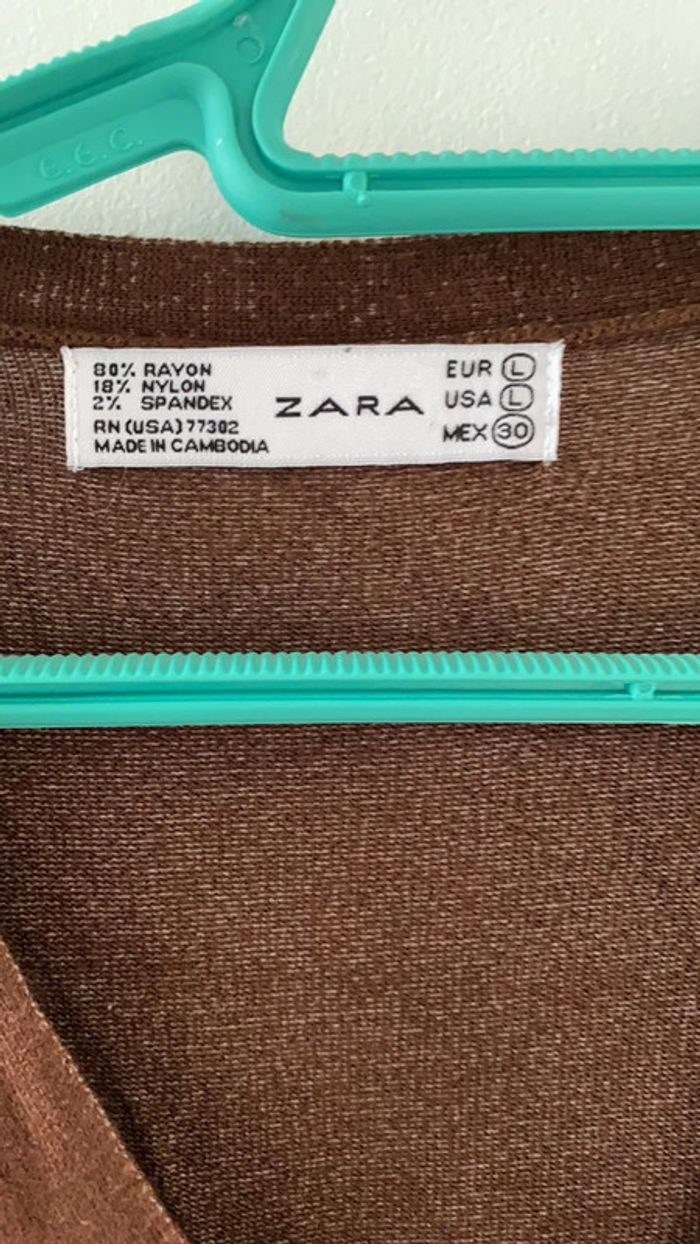 E.E.C.
80% RAYON
18% NYLON
2% SPANDEX
RN (USA) 77302
MADE IN CAMBODIA
ZARA
EUR L
USA L
MEX 30